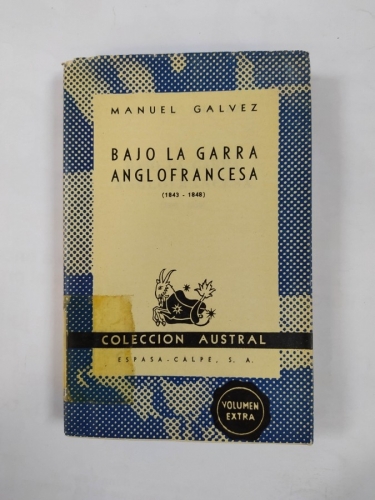 MANUEL GALVEZ
BAJO LA GARRA
ANGLOFRANCESA
(1843 - 1848)
COLECCION AUSTRAL
ESPASA-CALPE, S. A.
VOLUMEN
EXTRA